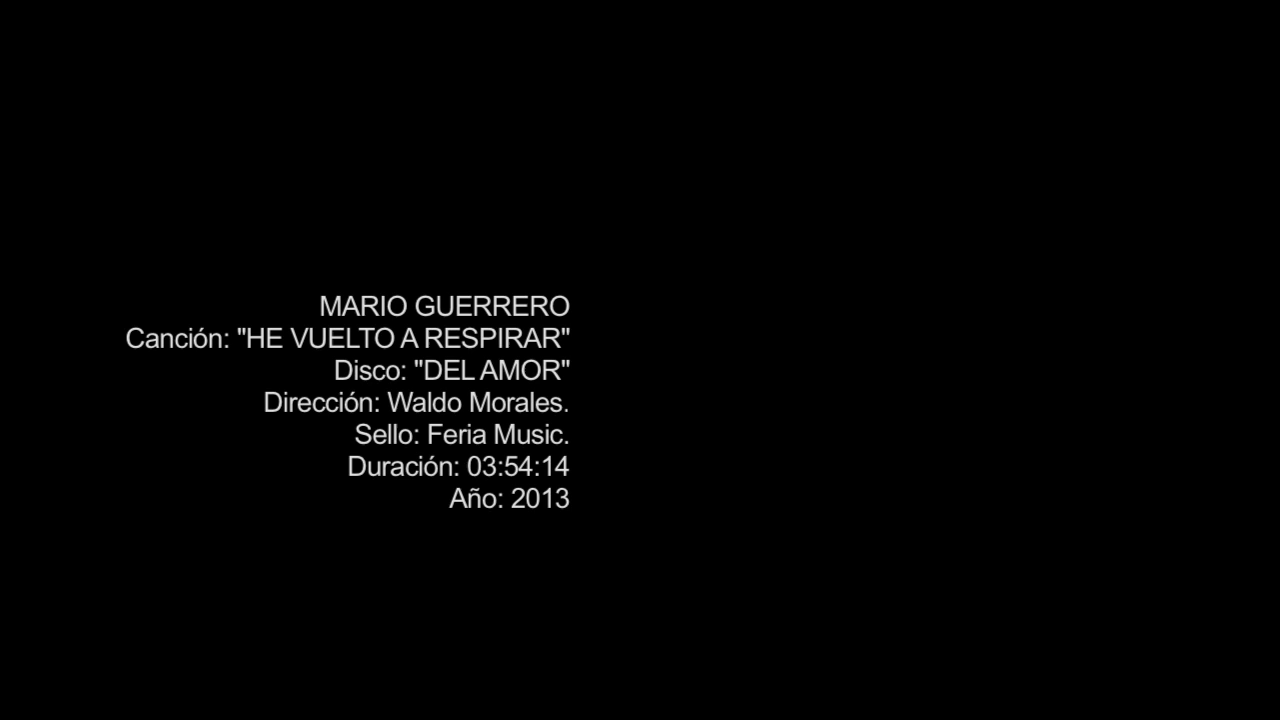 MARIO GUERRERO
Canción: "HE VUELTO A RESPIRAR"
Disco: "DEL AMOR"
Dirección: Waldo Morales.
Sello: Feria Music.
Duración: 03:54:14
Año: 2013